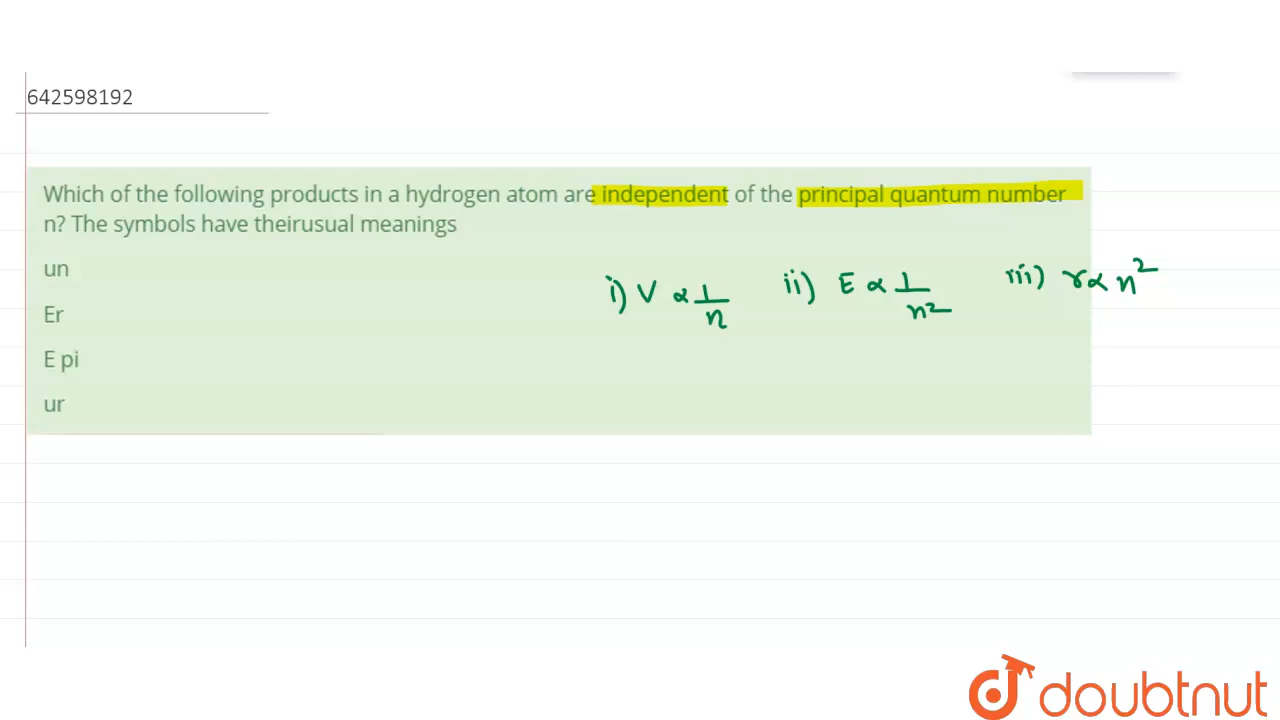 642598192
Which of the following products in a hydrogen atom are independent of the principal quantum number
n? The symbols have theirusual meanings
un
Er
E pi
ur
i) V ∝ 1/n ii) E ∝ 1/n² iii) r ∝ n²
doubtnut